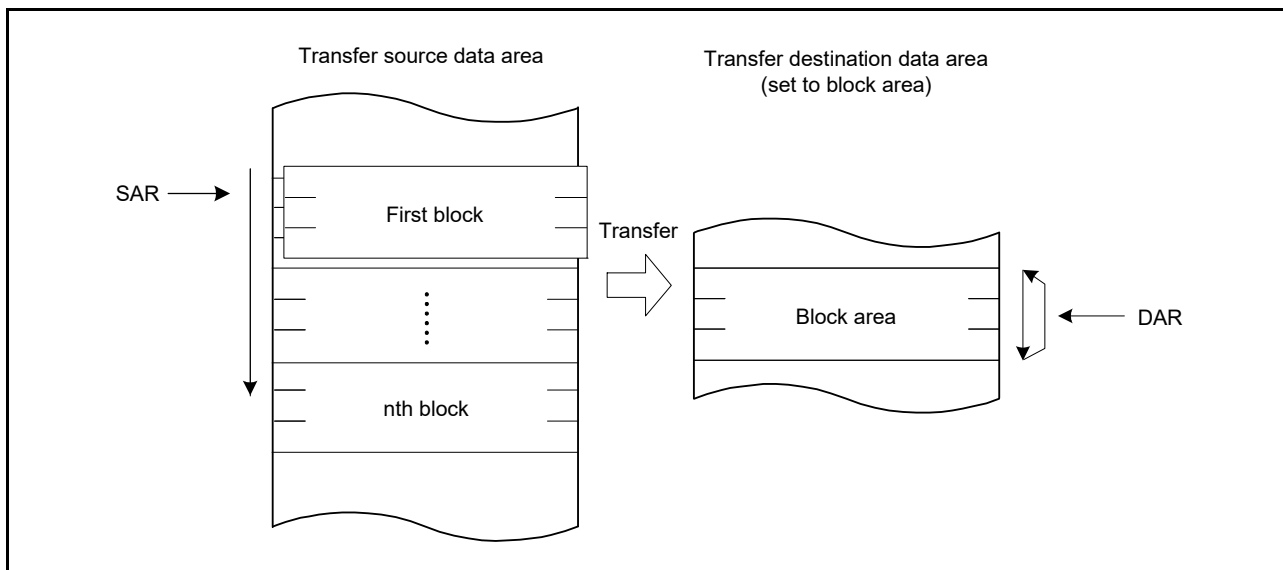 Transfer source data area
Transfer destination data area
(set to block area)
SAR
First block
Transfer
Block area
DAR
nth block